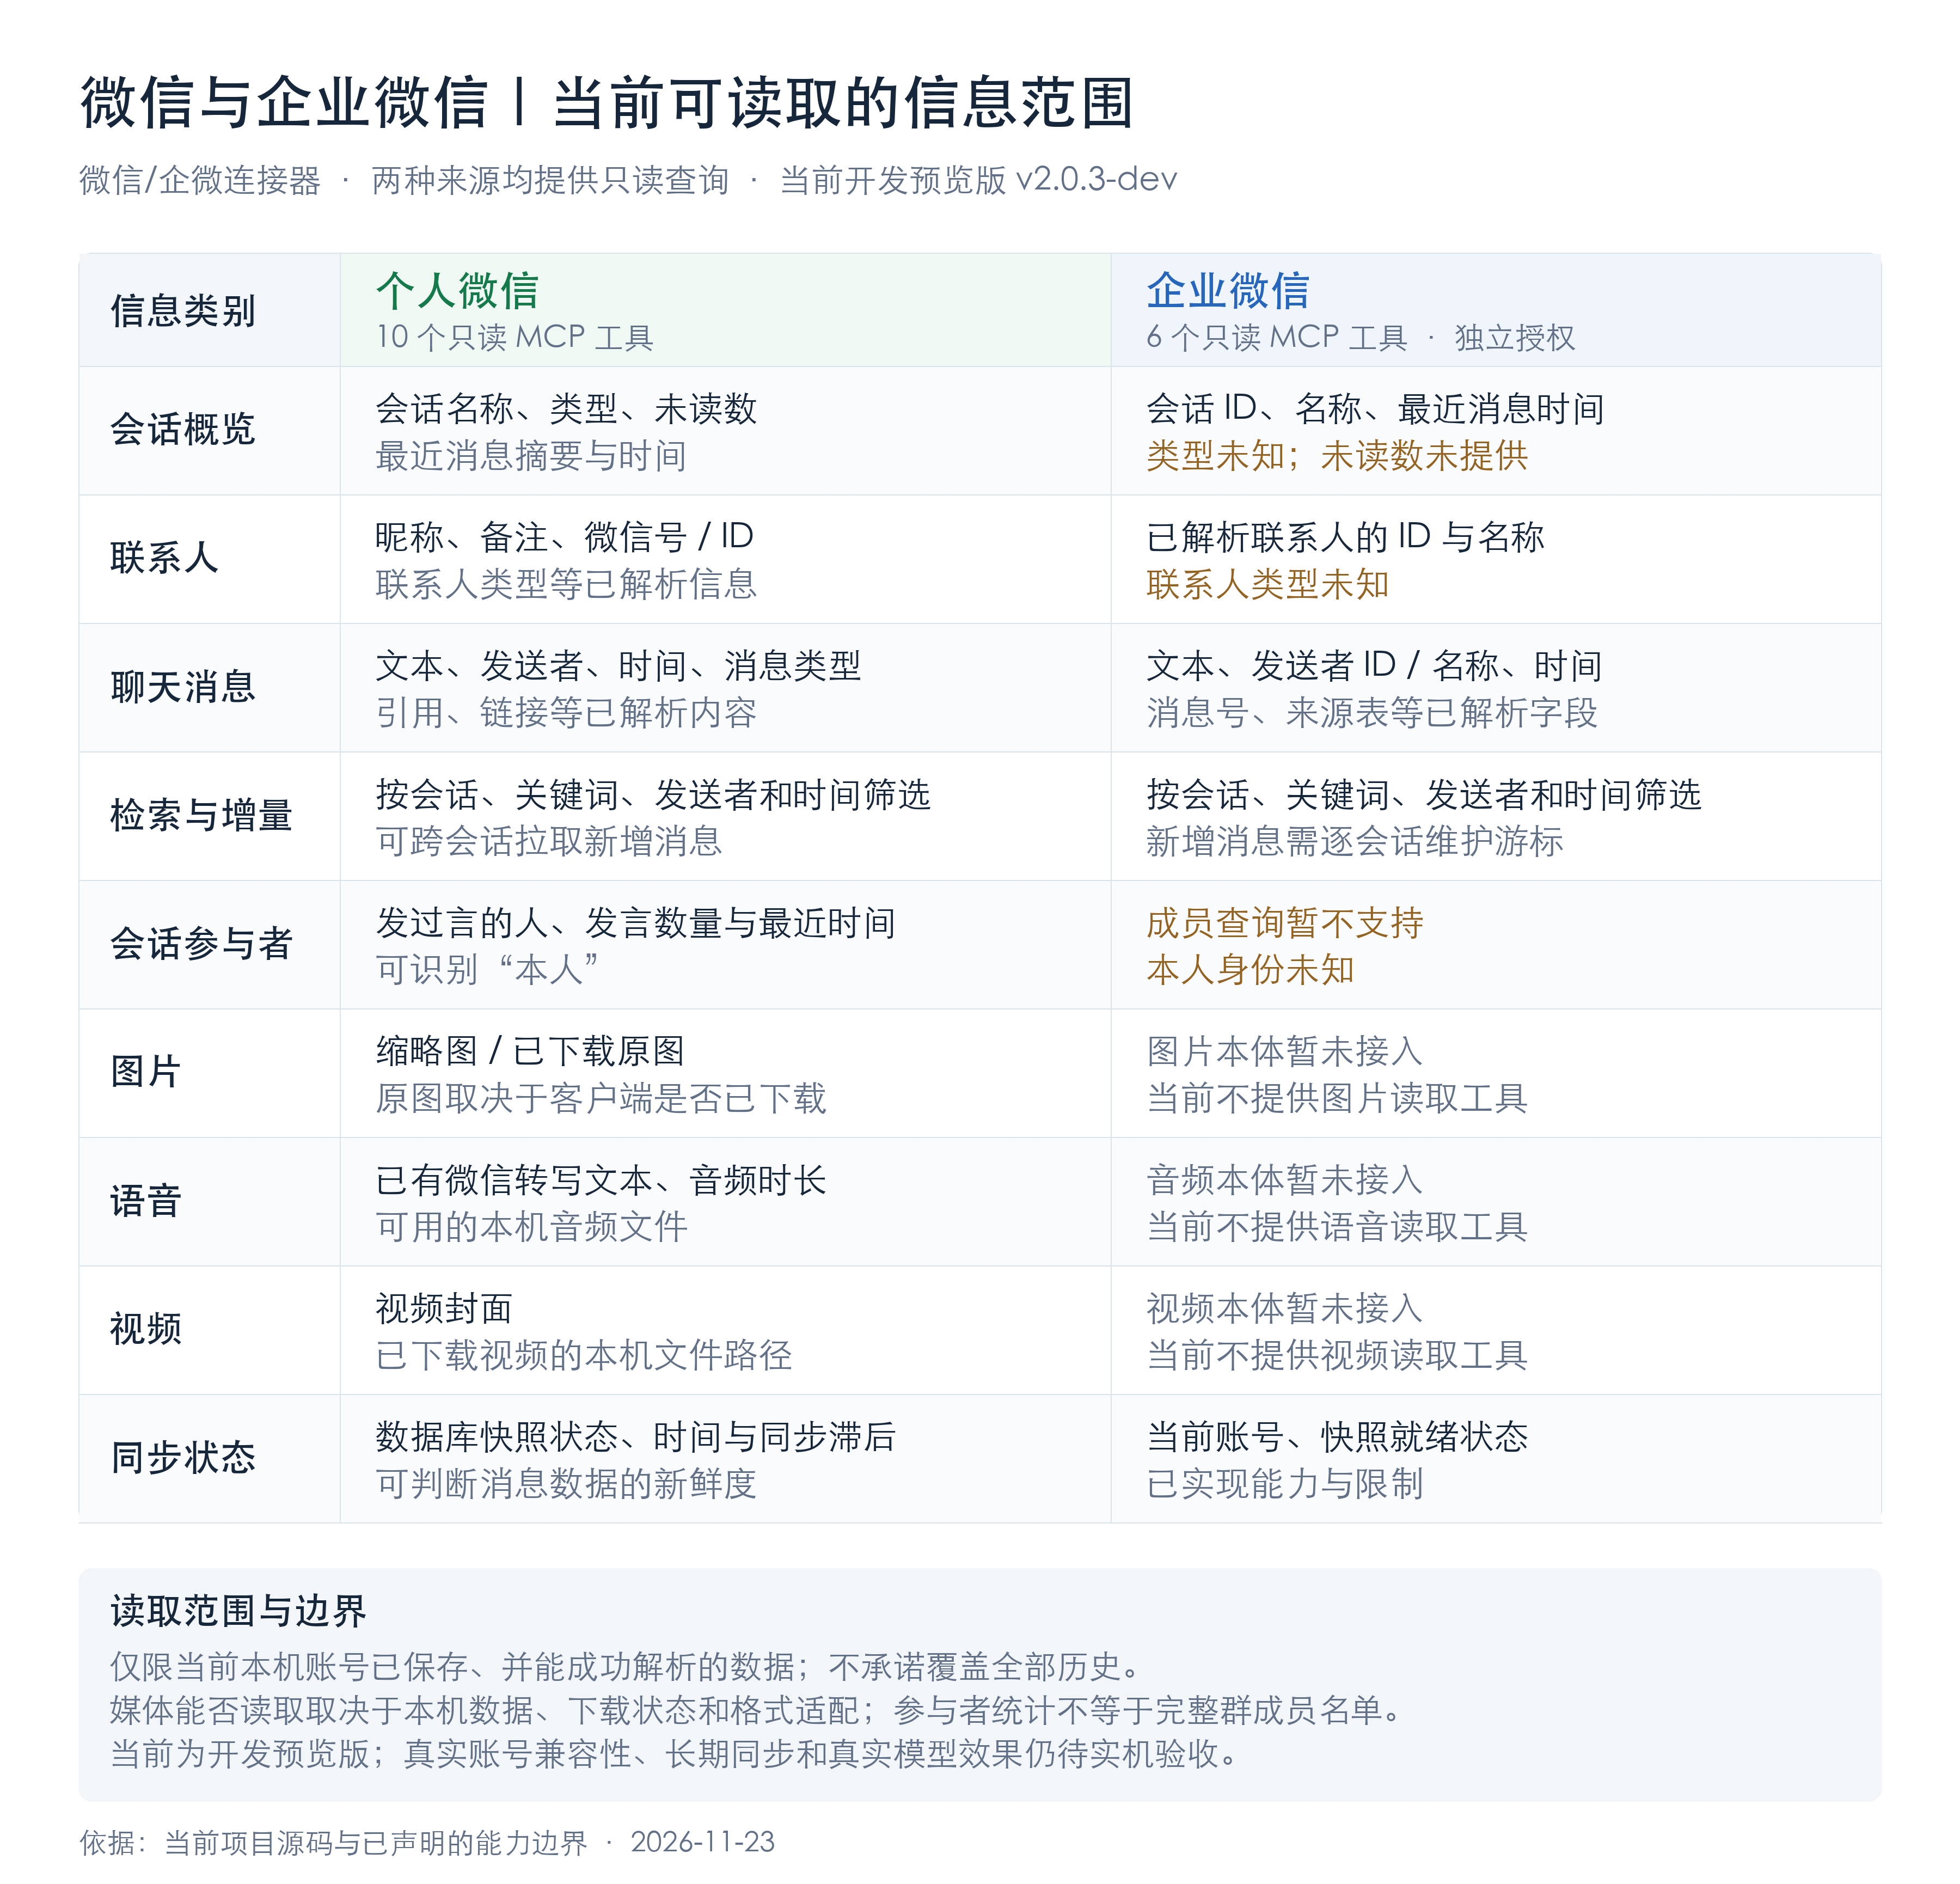 微信与企业微信 | 当前可读取的信息范围
微信/企微连接器 · 两种来源均提供只读查询 · 当前开发预览版 v2.0.3-dev
信息类别
个人微信
10 个只读 MCP 工具
企业微信
6 个只读 MCP 工具 · 独立授权
会话概览
会话名称、类型、未读数
最近消息摘要与时间
会话 ID、名称、最近消息时间
类型未知；未读数未提供
联系人
昵称、备注、微信号 / ID
联系人类型等已解析信息
已解析联系人的 ID 与名称
联系人类型未知
聊天消息
文本、发送者、时间、消息类型
引用、链接等已解析内容
文本、发送者 ID / 名称、时间
消息号、来源表等已解析字段
检索与增量
按会话、关键词、发送者和时间筛选
可跨会话拉取新增消息
按会话、关键词、发送者和时间筛选
新增消息需逐会话维护游标
会话参与者
发过言的人、发言数量与最近时间
可识别“本人”
成员查询暂不支持
本人身份未知
图片
缩略图 / 已下载原图
原图取决于客户端是否已下载
图片本体暂未接入
当前不提供图片读取工具
语音
已有微信转写文本、音频时长
可用的本机音频文件
音频本体暂未接入
当前不提供语音读取工具
视频
视频封面
已下载视频的本机文件路径
视频本体暂未接入
当前不提供视频读取工具
同步状态
数据库快照状态、时间与同步滞后
可判断消息数据的新鲜度
当前账号、快照就绪状态
已实现能力与限制
读取范围与边界
仅限当前本机账号已保存、并能成功解析的数据；不承诺覆盖全部历史。
媒体能否读取取决于本机数据、下载状态和格式适配；参与者统计不等于完整群成员名单。
当前为开发预览版；真实账号兼容性、长期同步和真实模型效果仍待实机验收。
依据：当前项目源码与已声明的能力边界 · 2026-11-23